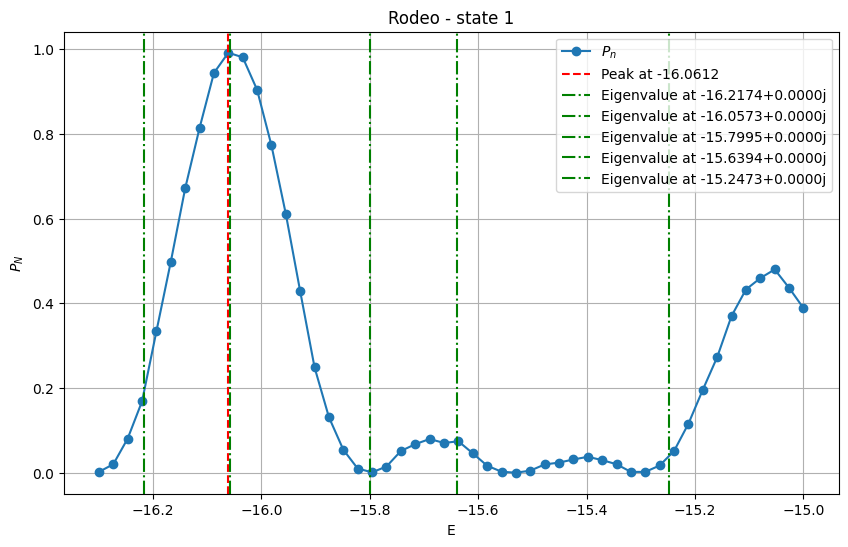 Rodeo - state 1
1.0
0.8
0.6
0.4
0.2
0.0
P_N
P_n
Peak at -16.0612
Eigenvalue at -16.2174+0.0000j
Eigenvalue at -16.0573+0.0000j
Eigenvalue at -15.7995+0.0000j
Eigenvalue at -15.6394+0.0000j
Eigenvalue at -15.2473+0.0000j
−16.2 −16.0 −15.8 −15.6 −15.4 −15.2 −15.0
E